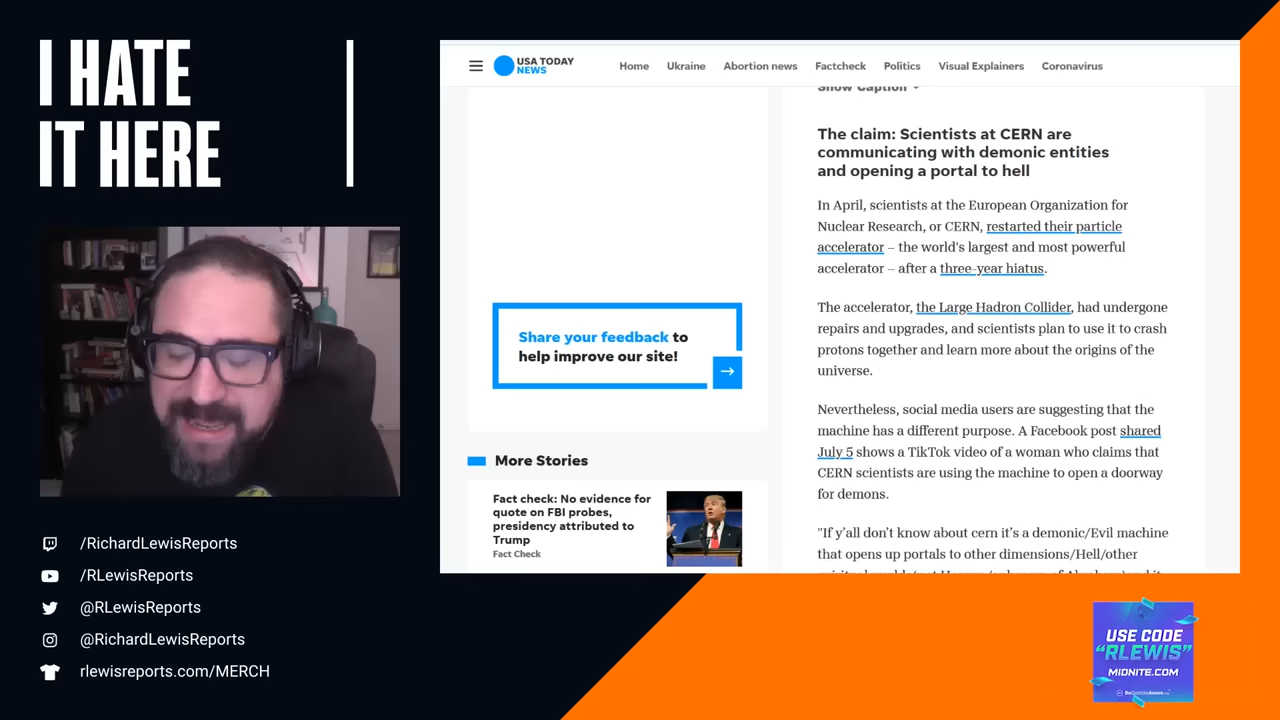 I HATE
IT HERE
/RichardLewisReports
/RLewisReports
@RLewisReports
@RichardLewisReports
rlewisreports.com/MERCH
USA TODAY
NEWS
Home
Ukraine
Abortion news
Factcheck
Politics
Visual Explainers
Coronavirus
Show Caption
The claim: Scientists at CERN are
communicating with demonic entities
and opening a portal to hell
In April, scientists at the European Organization for
Nuclear Research, or CERN, restarted their particle
accelerator – the world's largest and most powerful
accelerator – after a three-year hiatus.
The accelerator, the Large Hadron Collider, had undergone
repairs and upgrades, and scientists plan to use it to crash
protons together and learn more about the origins of the
universe.
Nevertheless, social media users are suggesting that the
machine has a different purpose. A Facebook post shared
July 5 shows a TikTok video of a woman who claims that
CERN scientists are using the machine to open a doorway
for demons.
"If y’all don’t know about cern it’s a demonic/Evil machine
that opens up portals to other dimensions/Hell/other
Share your feedback to
help improve our site!
More Stories
Fact check: No evidence for
quote on FBI probes,
presidency attributed to
Trump
Fact Check
USE CODE
“RLEWIS”
MIDNITE.COM